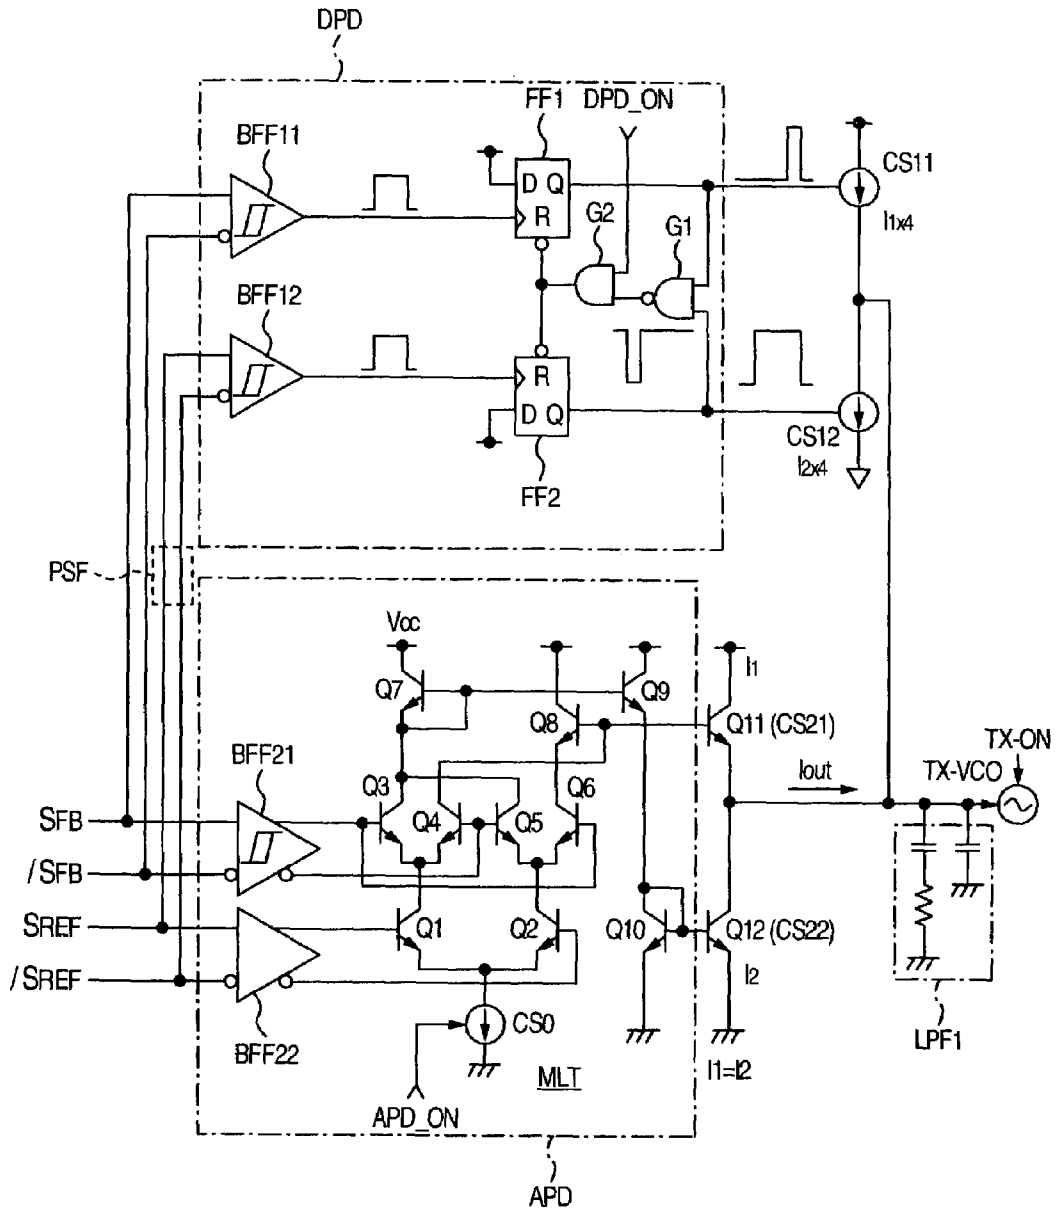 DPD
FF1 DPD_ON
BFF11
D Q
R
G2
G1
CS11
I1x4
BFF12
R
D Q
CS12
I2x4
FF2
PSF
Vcc
Q7
Q9
I1
Q8
Q11 (CS21)
BFF21
Q3
Q4
Q5
Q6
Iout
TX-ON
TX-VCO
SFB
/SFB
SREF
Q1
Q2
Q10
Q12 (CS22)
/SREF
I2
CS0
BFF22
MLT
I1=I2
LPF1
APD_ON
APD